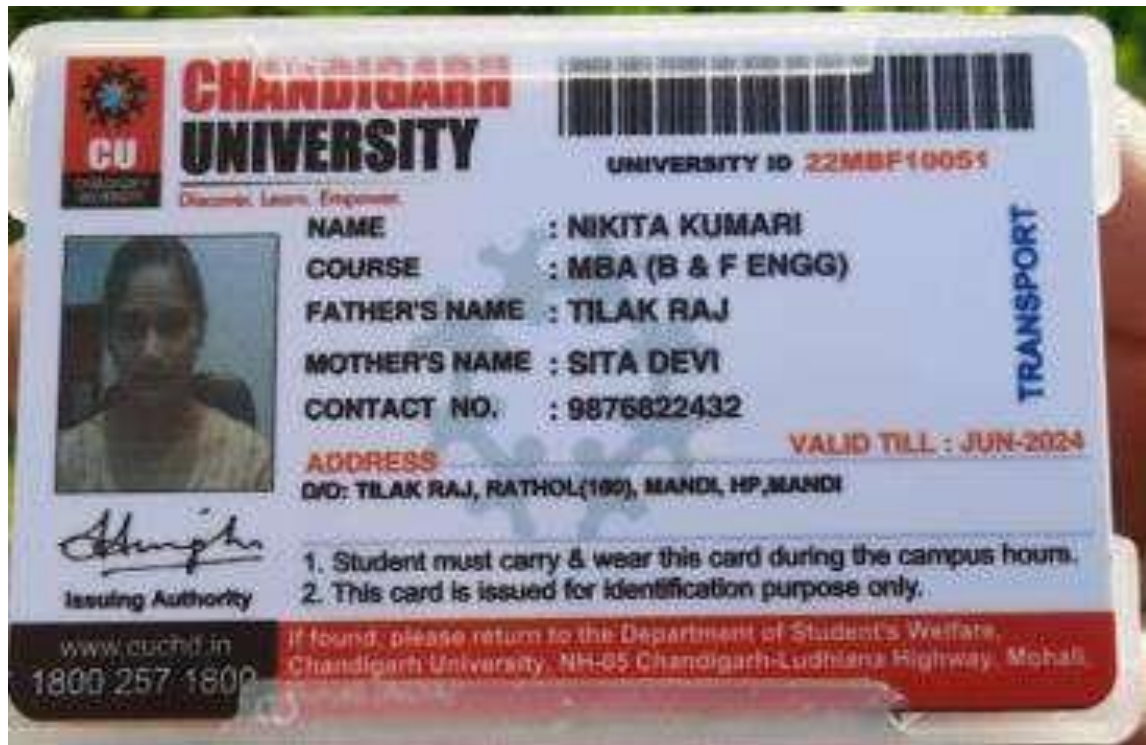 CHANDIGARH
UNIVERSITY
CU
Discover. Learn. Empower.
UNIVERSITY ID 22MBF10051
NAME : NIKITA KUMARI
COURSE : MBA (B & F ENGG)
FATHER'S NAME : TILAK RAJ
MOTHER'S NAME : SITA DEVI
CONTACT NO. : 9876822432
TRANSPORT
VALID TILL : JUN-2024
ADDRESS
D/O: TILAK RAJ, RATHOL(160), MANDI, HP,MANDI
Issuing Authority
1. Student must carry & wear this card during the campus hours.
2. This card is issued for identification purpose only.
www.cuchd.in
1800 257 1800
If found, please return to the Department of Student's Welfare,
Chandigarh University, NH-05 Chandigarh-Ludhiana Highway, Mohali,